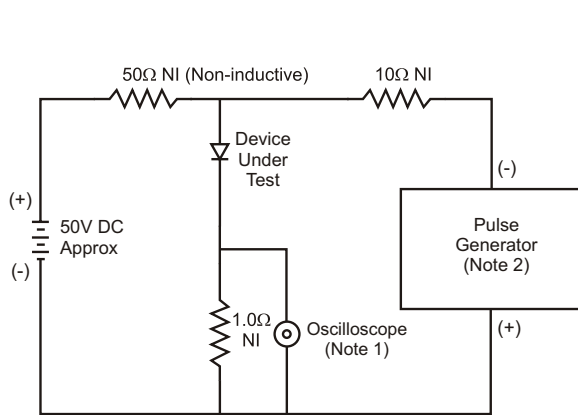 50Ω NI (Non-inductive)
10Ω NI
Device
Under
Test
(+)
50V DC
Approx
(-)
(-)
Pulse
Generator
(Note 2)
(+)
1.0Ω
NI
Oscilloscope
(Note 1)